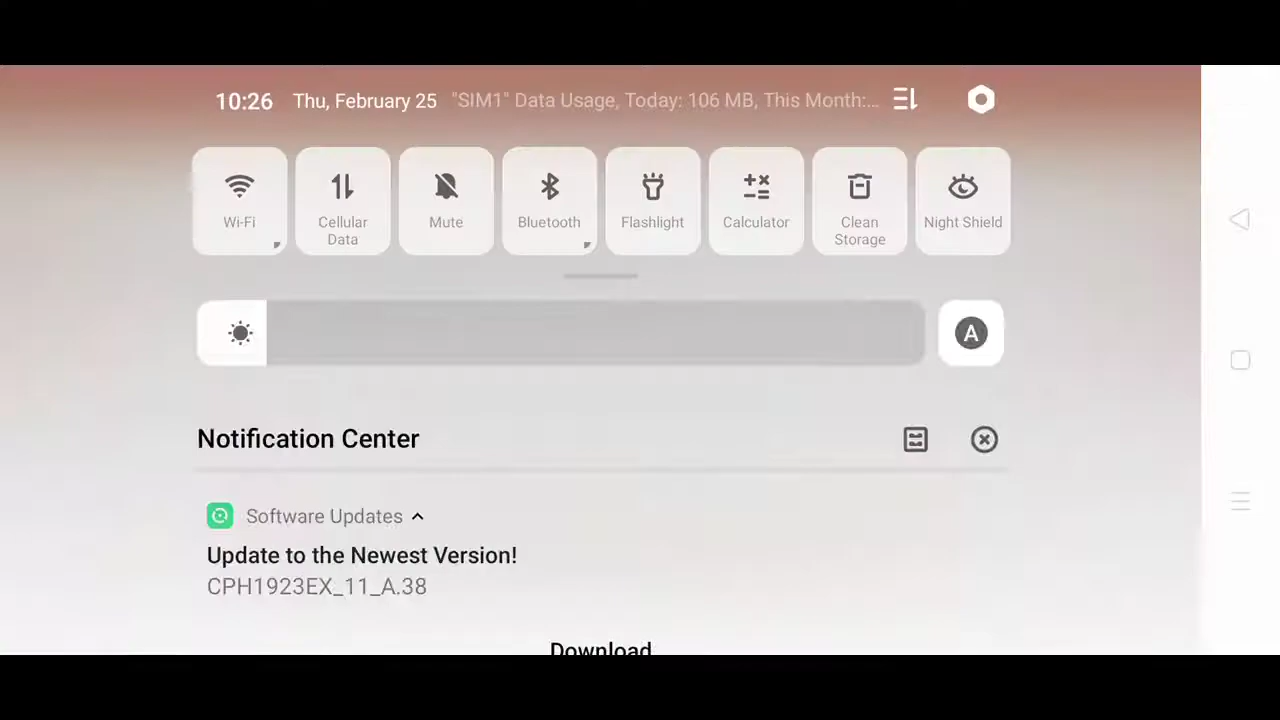 10:26 Thu, February 25 "SIM1" Data Usage, Today: 106 MB, This Month:...
Wi-Fi
Cellular
Data
Mute
Bluetooth
Flashlight
Calculator
Clean
Storage
Night Shield
A
Notification Center
Software Updates
Update to the Newest Version!
CPH1923EX_11_A.38
Download